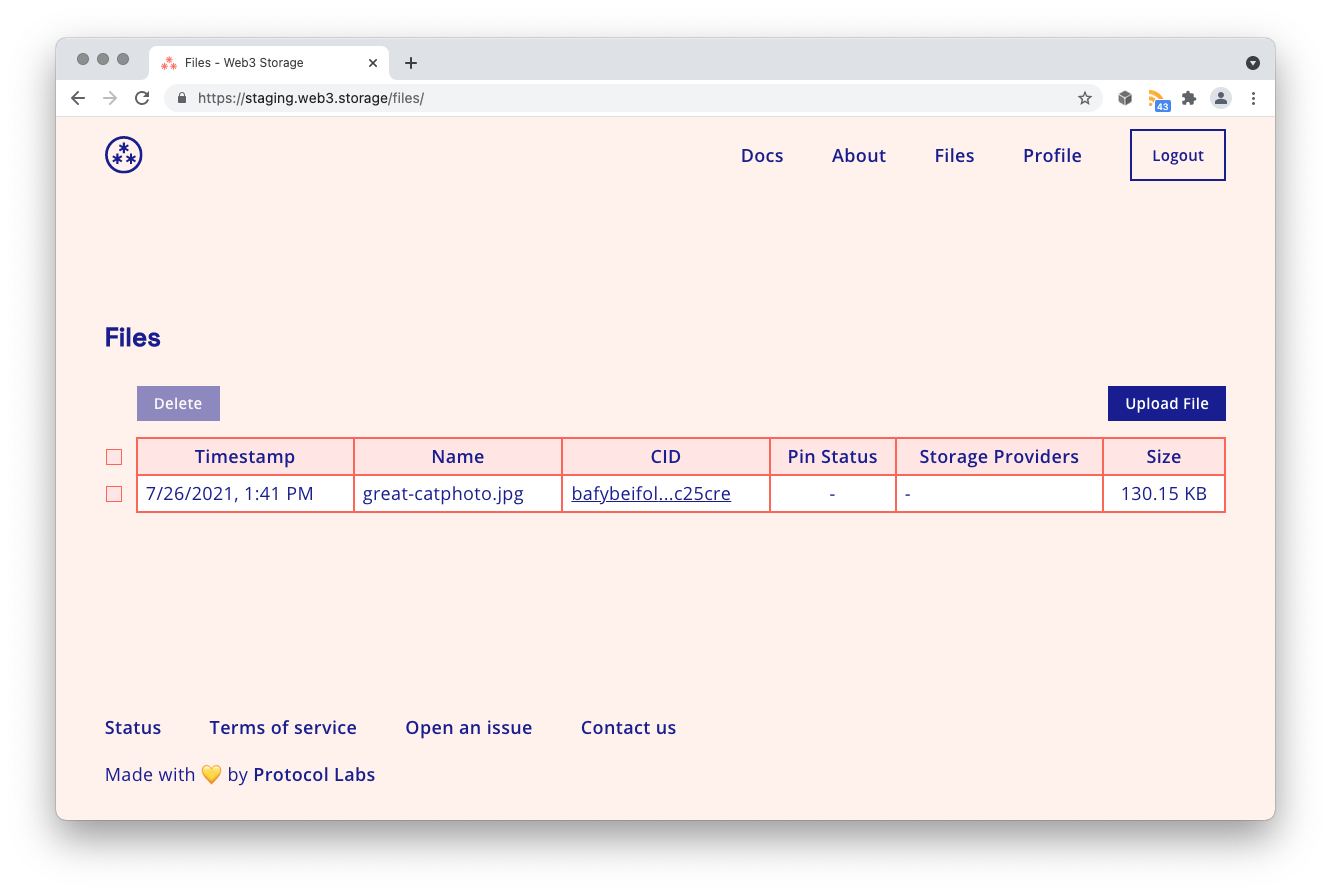 Files - Web3 Storage
https://staging.web3.storage/files/
43
Docs About Files Profile Logout
Files
Delete Upload File
Timestamp Name CID Pin Status Storage Providers Size
7/26/2021, 1:41 PM great-catphoto.jpg bafybeifol...c25cre - - 130.15 KB
Status Terms of service Open an issue Contact us
Made with 💛 by Protocol Labs